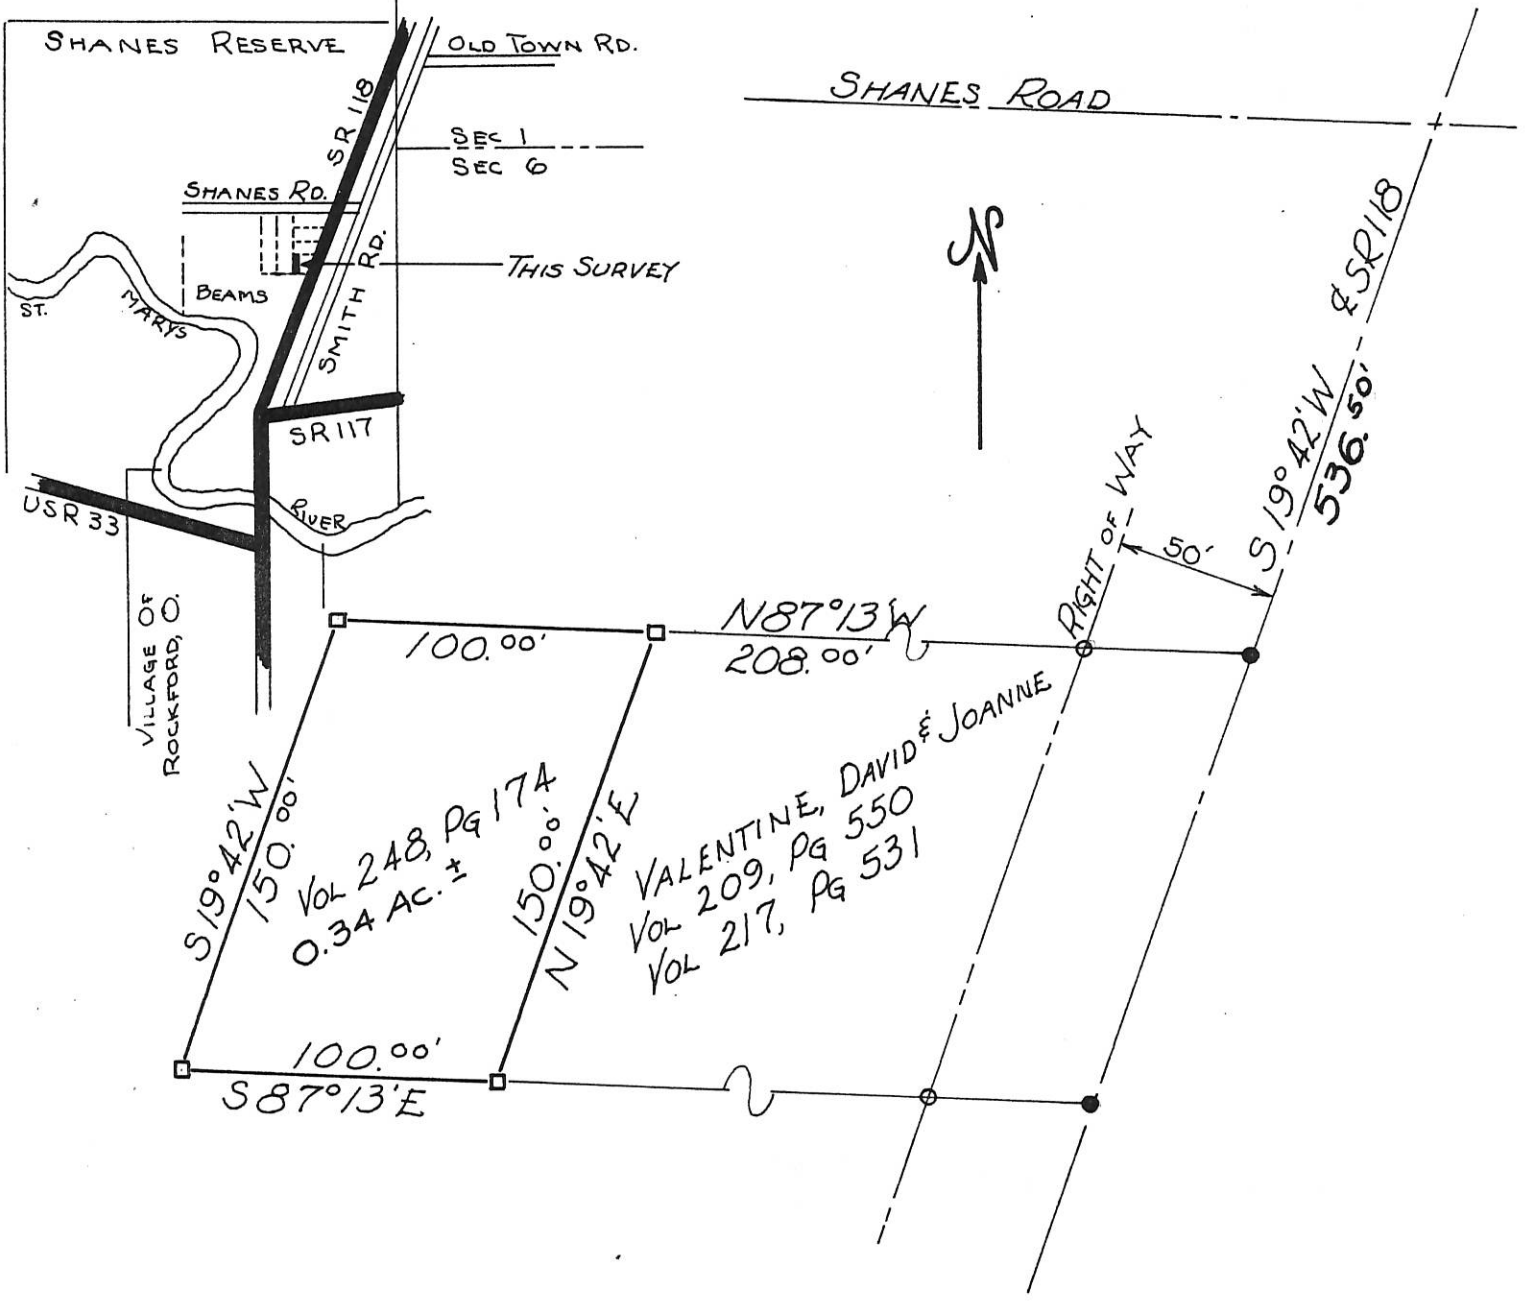 SHANES RESERVE
OLD TOWN RD.
SR 118
SEC 1
SEC 6
SHANES RD.
THIS SURVEY
SMITH RD.
BEAMS
ST. MARYS
RIVER
SR 117
USR 33
VILLAGE OF
ROCKFORD, O.
SHANES ROAD
N
℄ SR 118
S 19° 42' W
536.50'
RIGHT OF WAY
50'
N 87° 13' W
208.00'
100.00'
S 19° 42' W
150.00'
VOL 248, PG 174
0.34 AC. ±
150.00'
N 19° 42' E
VALENTINE, DAVID & JOANNE
VOL 209, PG 550
VOL 217, PG 531
100.00'
S 87° 13' E